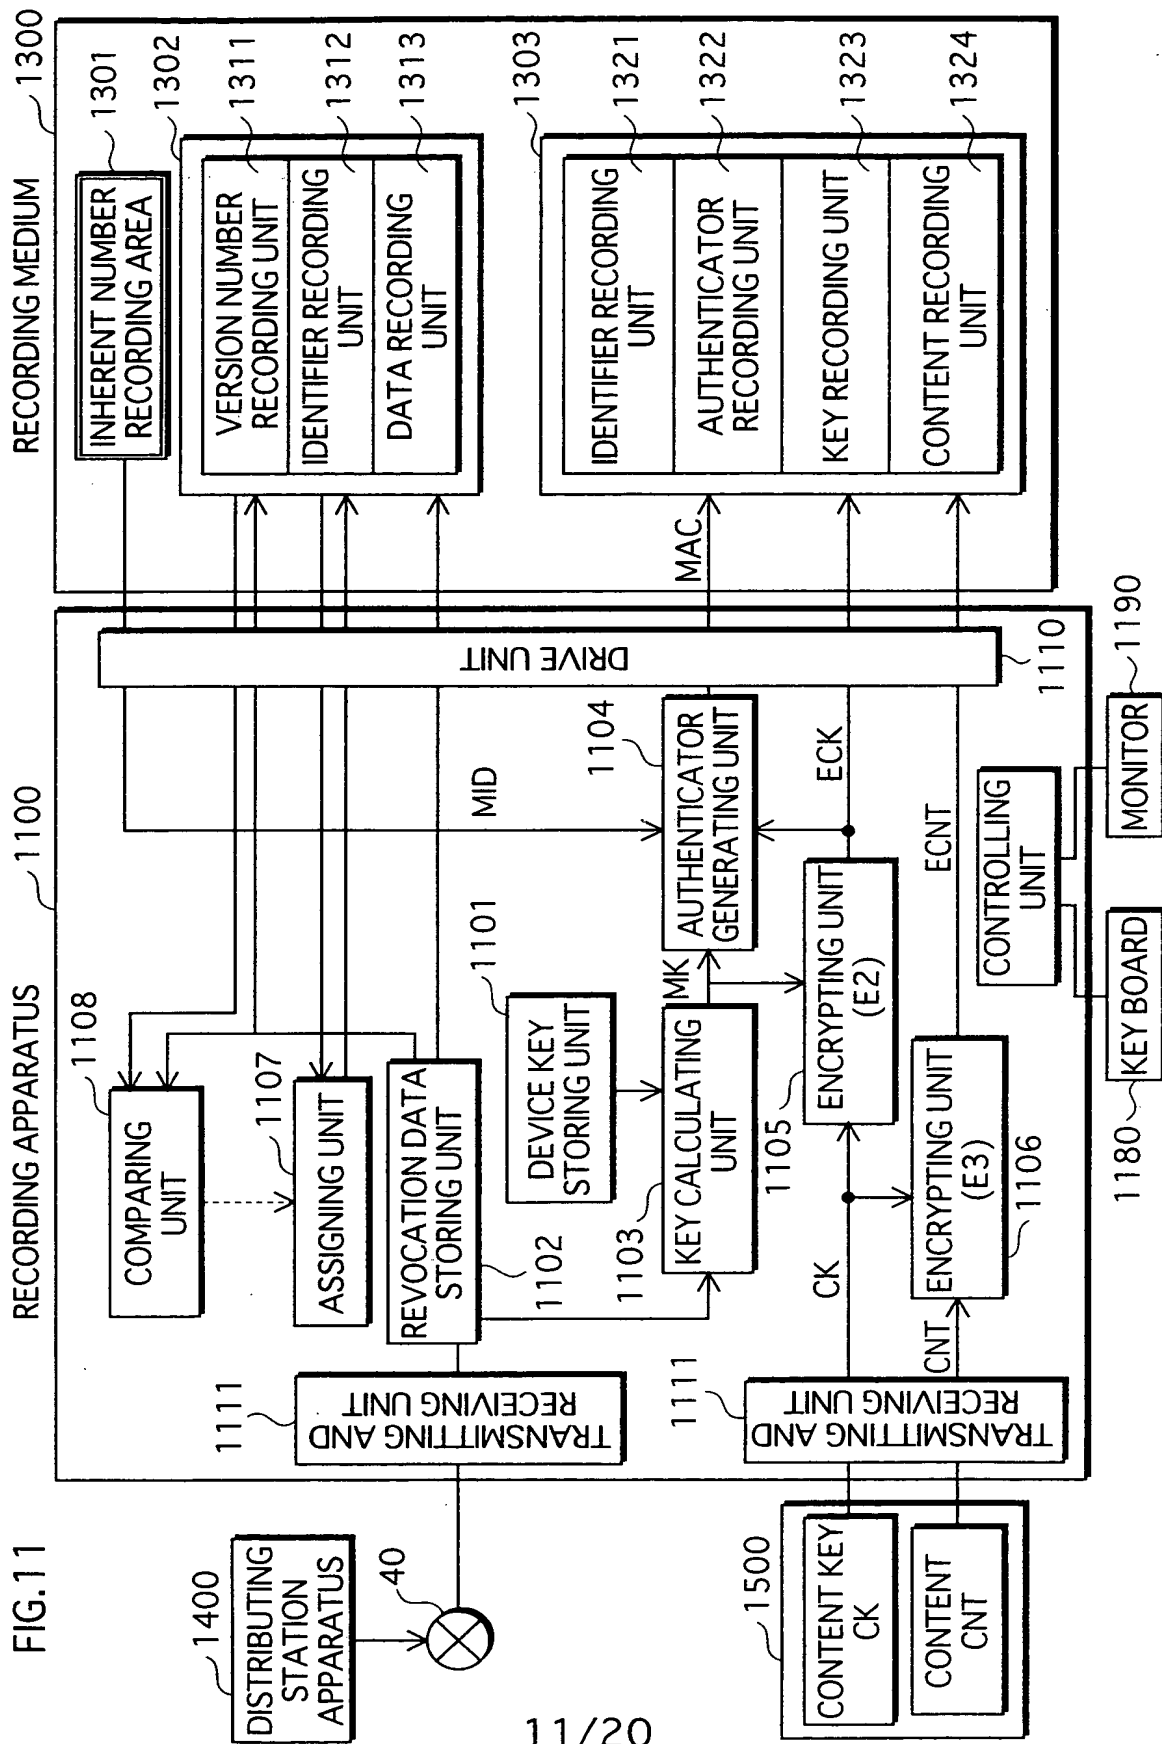 FIG.11
RECORDING APPARATUS
1100
RECORDING MEDIUM
1300
DISTRIBUTING
STATION
APPARATUS
1400
40
1500
CONTENT KEY
CK
CONTENT
CNT
TRANSMITTING AND
RECEIVING UNIT
1111
TRANSMITTING AND
RECEIVING UNIT
1111
COMPARING
UNIT
1108
ASSIGNING UNIT
1107
REVOCATION DATA
STORING UNIT
1102
DEVICE KEY
STORING UNIT
1101
KEY CALCULATING
UNIT
1103
MK
MID
AUTHENTICATOR
GENERATING UNIT
1104
CK
ENCRYPTING UNIT
(E2)
1105
ECK
CNT
ENCRYPTING UNIT
(E3)
1106
ECNT
CONTROLLING
UNIT
DRIVE UNIT
1110
KEY BOARD
1180
MONITOR
1190
MAC
INHERENT NUMBER
RECORDING AREA
1301
1302
VERSION NUMBER
RECORDING UNIT
1311
IDENTIFIER RECORDING
UNIT
1312
DATA RECORDING
UNIT
1313
1303
IDENTIFIER RECORDING
UNIT
1321
AUTHENTICATOR
RECORDING UNIT
1322
KEY RECORDING UNIT
1323
CONTENT RECORDING
UNIT
1324
11/20